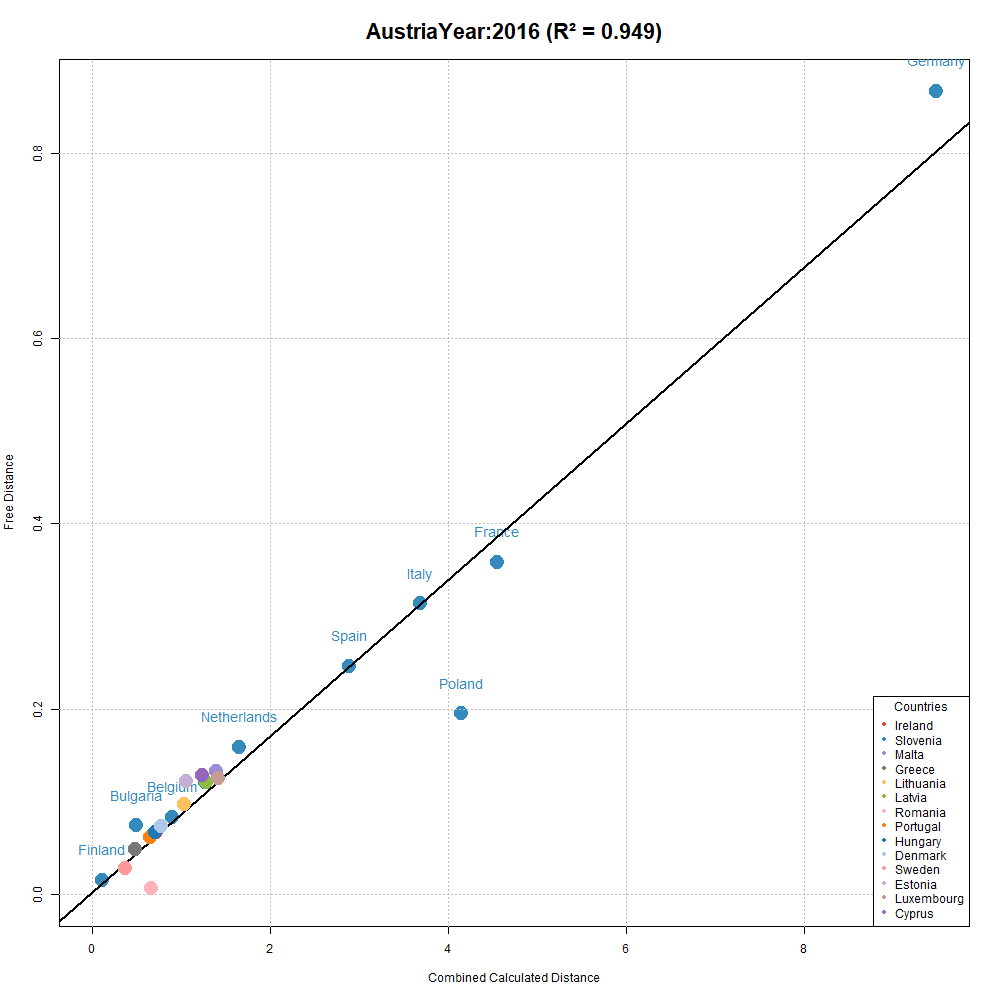 AustriaYear:2016 (R² = 0.949)
Germany
0.8
0.6
Free Distance
0.4
France
Italy
Spain
Poland
0.2
Netherlands
Belgium
Bulgaria
Finland
0.0
Countries
Ireland
Slovenia
Malta
Greece
Lithuania
Latvia
Romania
Portugal
Hungary
Denmark
Sweden
Estonia
Luxembourg
Cyprus
0 2 4 6 8
Combined Calculated Distance